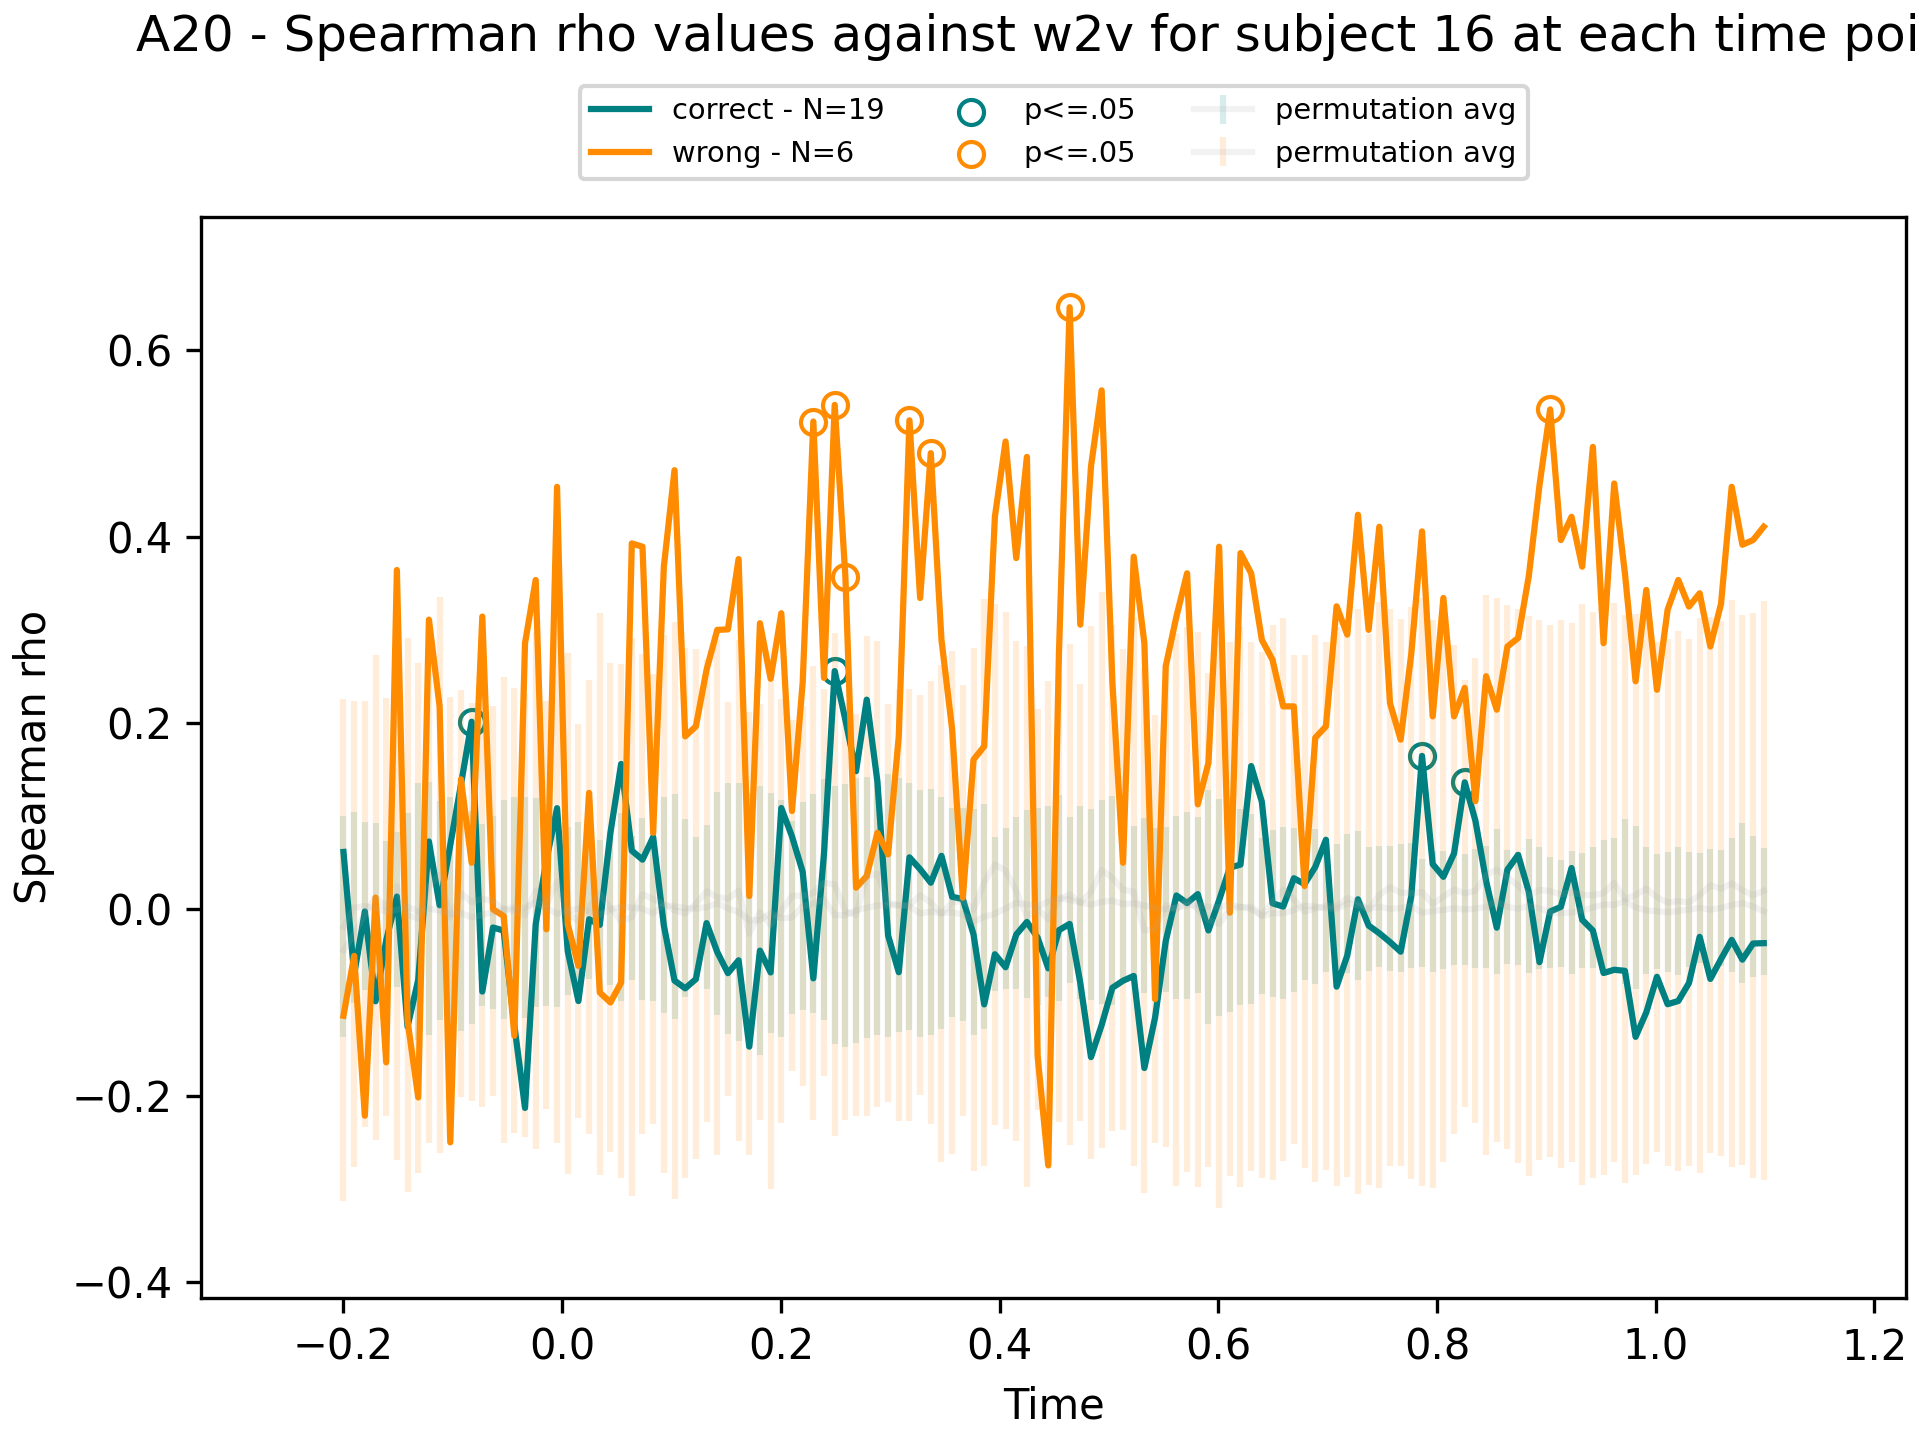 A20 - Spearman rho values against w2v for subject 16 at each time poi
correct - N=19
wrong - N=6
p<=.05
p<=.05
permutation avg
permutation avg
Spearman rho
0.6
0.4
0.2
0.0
−0.2
−0.4
−0.2 0.0 0.2 0.4 0.6 0.8 1.0 1.2
Time